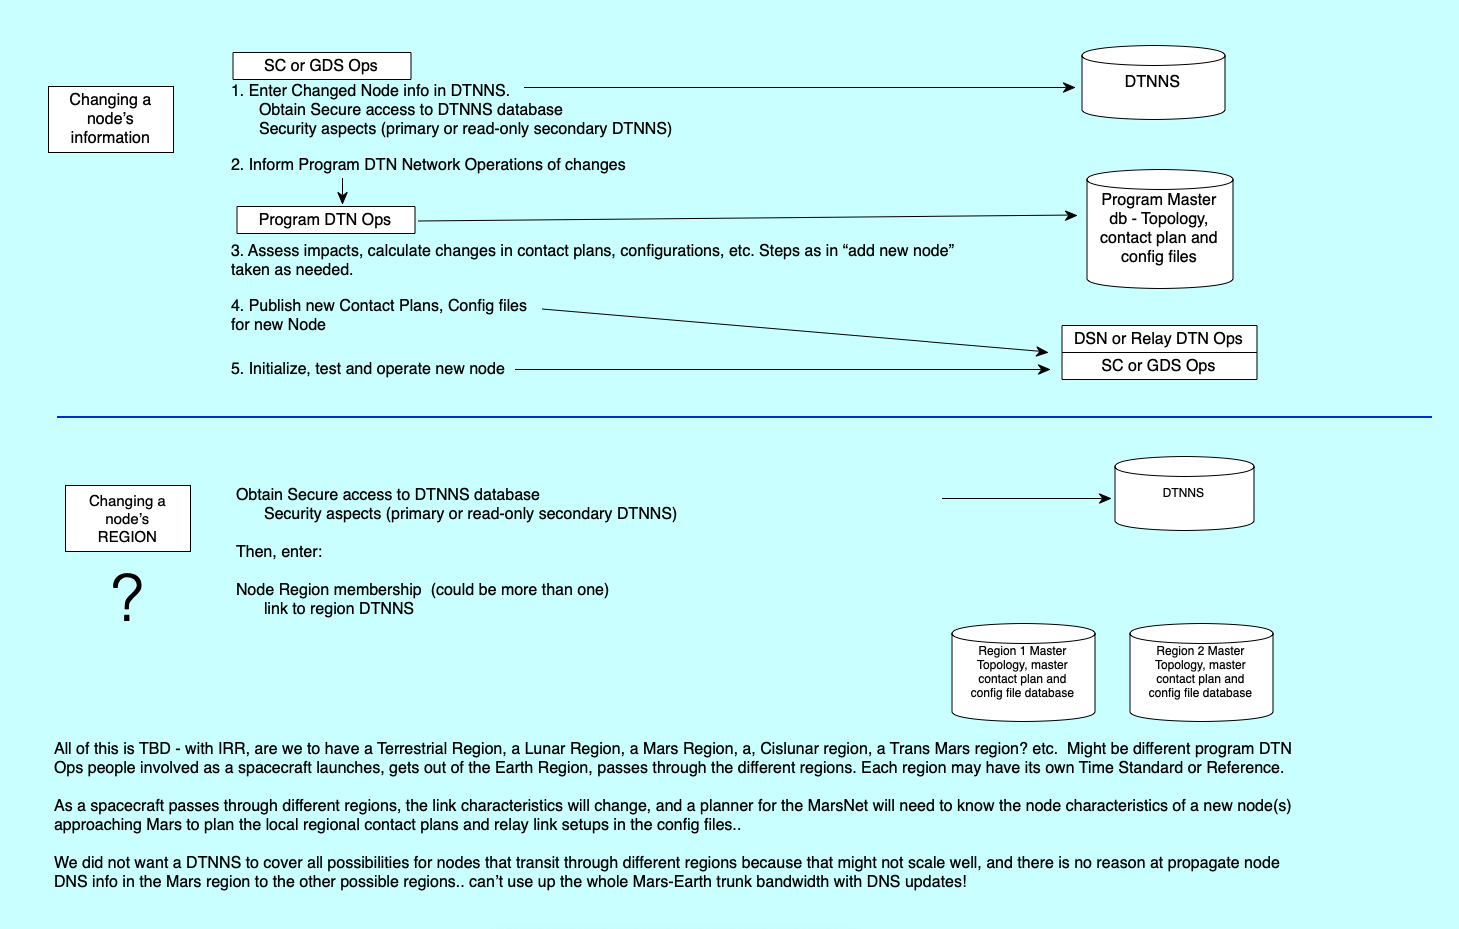 SC or GDS Ops
Changing a
node’s
information
1. Enter Changed Node info in DTNNS.
Obtain Secure access to DTNNS database
Security aspects (primary or read-only secondary DTNNS)
DTNNS
2. Inform Program DTN Network Operations of changes
Program DTN Ops
Program Master
db - Topology,
contact plan and
config files
3. Assess impacts, calculate changes in contact plans, configurations, etc. Steps as in “add new node”
taken as needed.
4. Publish new Contact Plans, Config files
for new Node
DSN or Relay DTN Ops
SC or GDS Ops
5. Initialize, test and operate new node
Changing a
node’s
REGION
?
Obtain Secure access to DTNNS database
Security aspects (primary or read-only secondary DTNNS)
DTNNS
Then, enter:
Node Region membership  (could be more than one)
link to region DTNNS
Region 1 Master
Topology, master
contact plan and
config file database
Region 2 Master
Topology, master
contact plan and
config file database
All of this is TBD - with IRR, are we to have a Terrestrial Region, a Lunar Region, a Mars Region, a, Cislunar region, a Trans Mars region? etc.  Might be different program DTN
Ops people involved as a spacecraft launches, gets out of the Earth Region, passes through the different regions. Each region may have its own Time Standard or Reference.
As a spacecraft passes through different regions, the link characteristics will change, and a planner for the MarsNet will need to know the node characteristics of a new node(s)
approaching Mars to plan the local regional contact plans and relay link setups in the config files..
We did not want a DTNNS to cover all possibilities for nodes that transit through different regions because that might not scale well, and there is no reason at propagate node
DNS info in the Mars region to the other possible regions.. can’t use up the whole Mars-Earth trunk bandwidth with DNS updates!